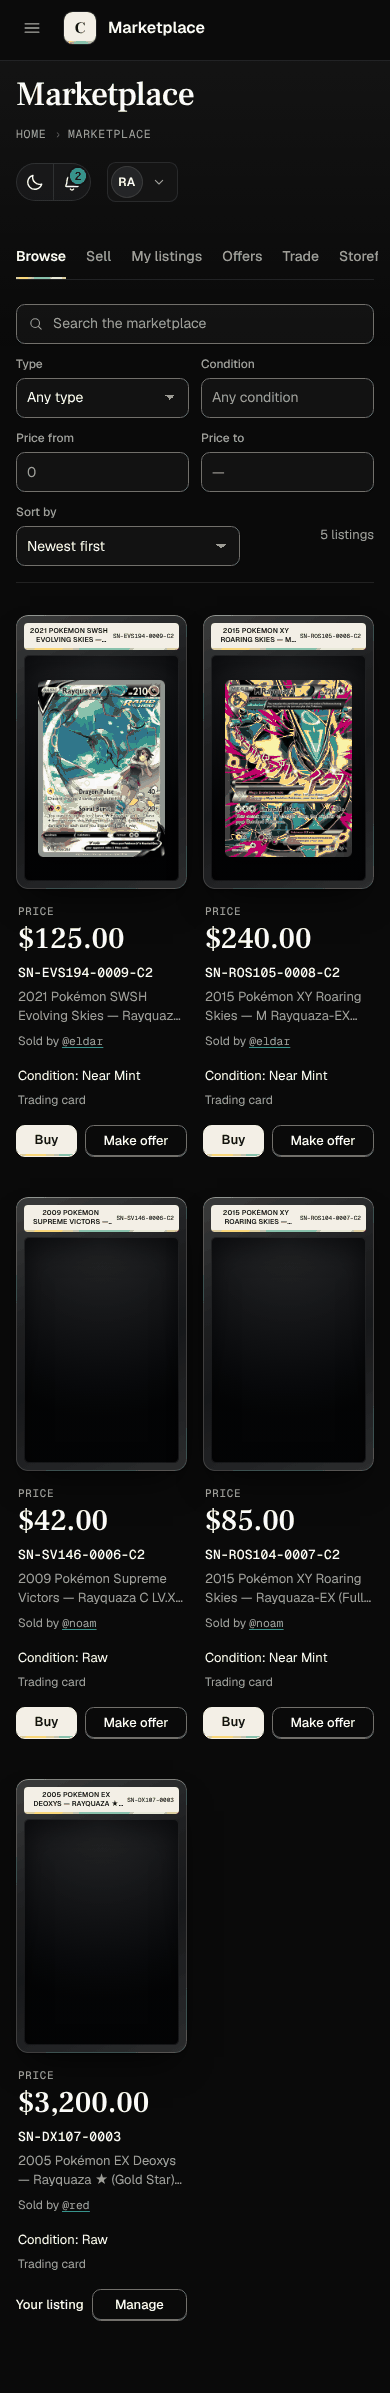 C Marketplace
Marketplace
HOME › MARKETPLACE
2
RA
Browse Sell My listings Offers Trade Storef
Search the marketplace
Type Condition
Any type Any condition
Price from Price to
0 —
Sort by
Newest first 5 listings
2021 POKEMON SWSH
EVOLVING SKIES —… SN-EVS194-0009-C2
2015 POKEMON XY
ROARING SKIES — M… SN-ROS105-0008-C2
Rayquaza V 210
RAPID
Dragon Pulse 40
Spiral Burst 20
PRICE
$125.00
SN-EVS194-0009-C2
2021 Pokémon SWSH
Evolving Skies — Rayquaz…
Sold by @eldar
Condition: Near Mint
Trading card
Buy Make offer
PRICE
$240.00
SN-ROS105-0008-C2
2015 Pokémon XY Roaring
Skies — M Rayquaza-EX…
Sold by @eldar
Condition: Near Mint
Trading card
Buy Make offer
2009 POKEMON
SUPREME VICTORS —… SN-SV146-0006-C2
2015 POKEMON XY
ROARING SKIES —… SN-ROS104-0007-C2
PRICE
$42.00
SN-SV146-0006-C2
2009 Pokémon Supreme
Victors — Rayquaza C LV.X…
Sold by @noam
Condition: Raw
Trading card
Buy Make offer
PRICE
$85.00
SN-ROS104-0007-C2
2015 Pokémon XY Roaring
Skies — Rayquaza-EX (Full…
Sold by @noam
Condition: Near Mint
Trading card
Buy Make offer
2005 POKEMON EX
DEOXYS — RAYQUAZA ★… SN-DX107-0003
PRICE
$3,200.00
SN-DX107-0003
2005 Pokémon EX Deoxys
— Rayquaza ★ (Gold Star)…
Sold by @red
Condition: Raw
Trading card
Your listing Manage